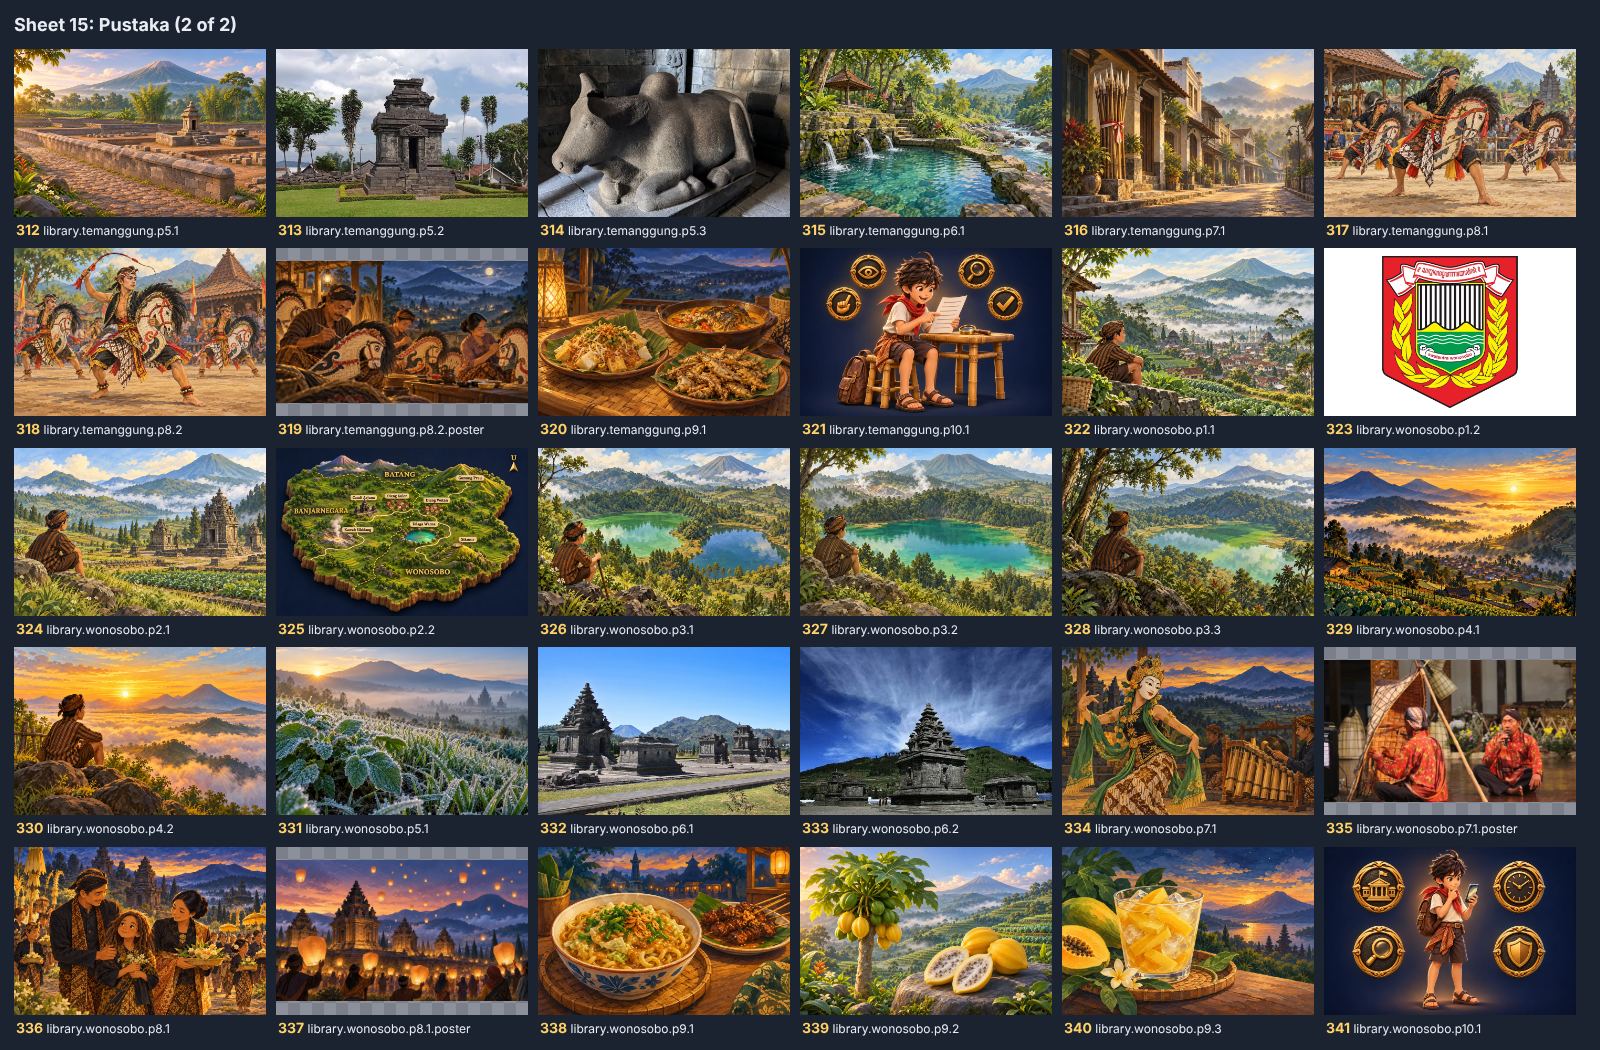 Sheet 15: Pustaka (2 of 2)
312 library.temanggung.p5.1
313 library.temanggung.p5.2
314 library.temanggung.p5.3
315 library.temanggung.p6.1
316 library.temanggung.p7.1
317 library.temanggung.p8.1
318 library.temanggung.p8.2
319 library.temanggung.p8.2.poster
320 library.temanggung.p9.1
321 library.temanggung.p10.1
322 library.wonosobo.p1.1
323 library.wonosobo.p1.2
U
BATANG
BANJARNEGARA
Telaga Warna
WONOSOBO
324 library.wonosobo.p2.1
325 library.wonosobo.p2.2
326 library.wonosobo.p3.1
327 library.wonosobo.p3.2
328 library.wonosobo.p3.3
329 library.wonosobo.p4.1
330 library.wonosobo.p4.2
331 library.wonosobo.p5.1
332 library.wonosobo.p6.1
333 library.wonosobo.p6.2
334 library.wonosobo.p7.1
335 library.wonosobo.p7.1.poster
336 library.wonosobo.p8.1
337 library.wonosobo.p8.1.poster
338 library.wonosobo.p9.1
339 library.wonosobo.p9.2
340 library.wonosobo.p9.3
341 library.wonosobo.p10.1